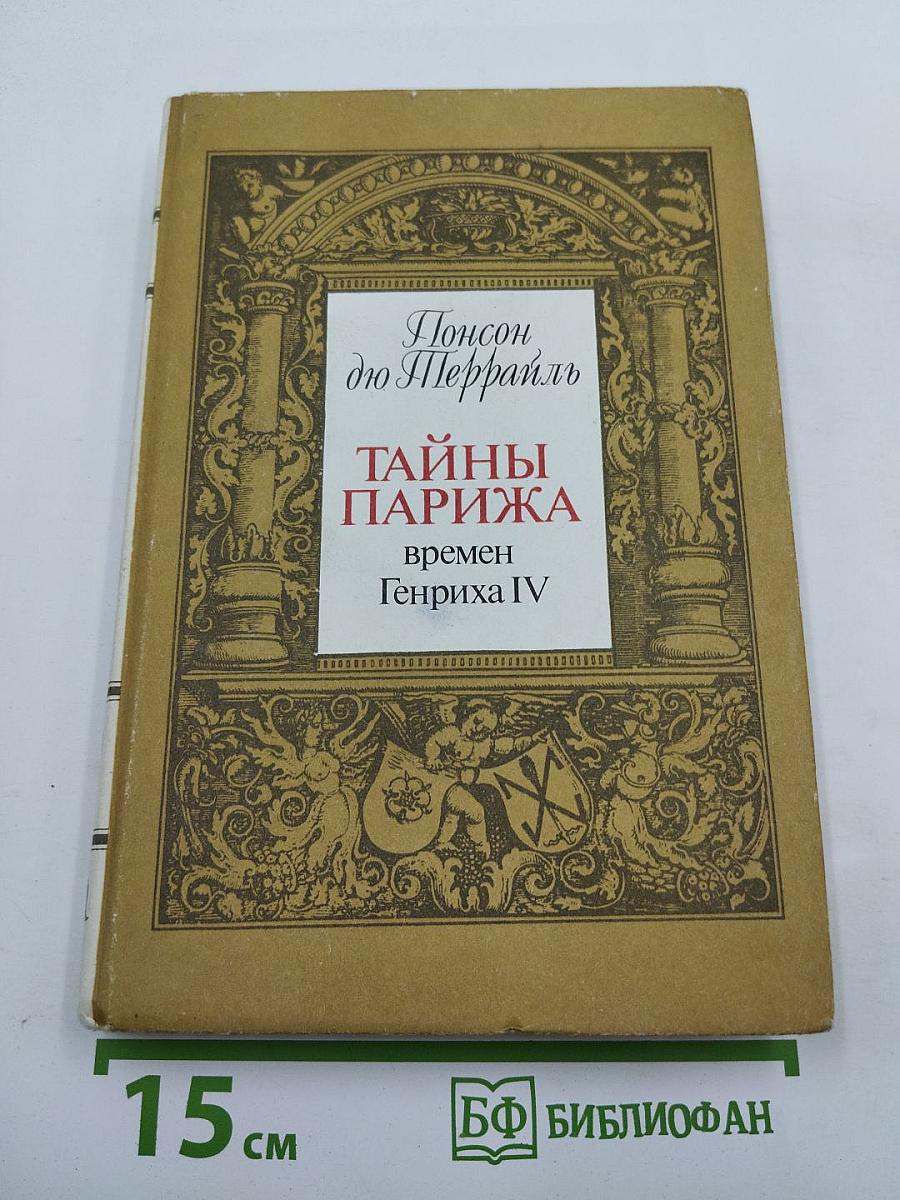 Понсон
дю Террайль
ТАЙНЫ
ПАРИЖА
времен
Генриха IV
15 см
БФ БИБЛИОФАН